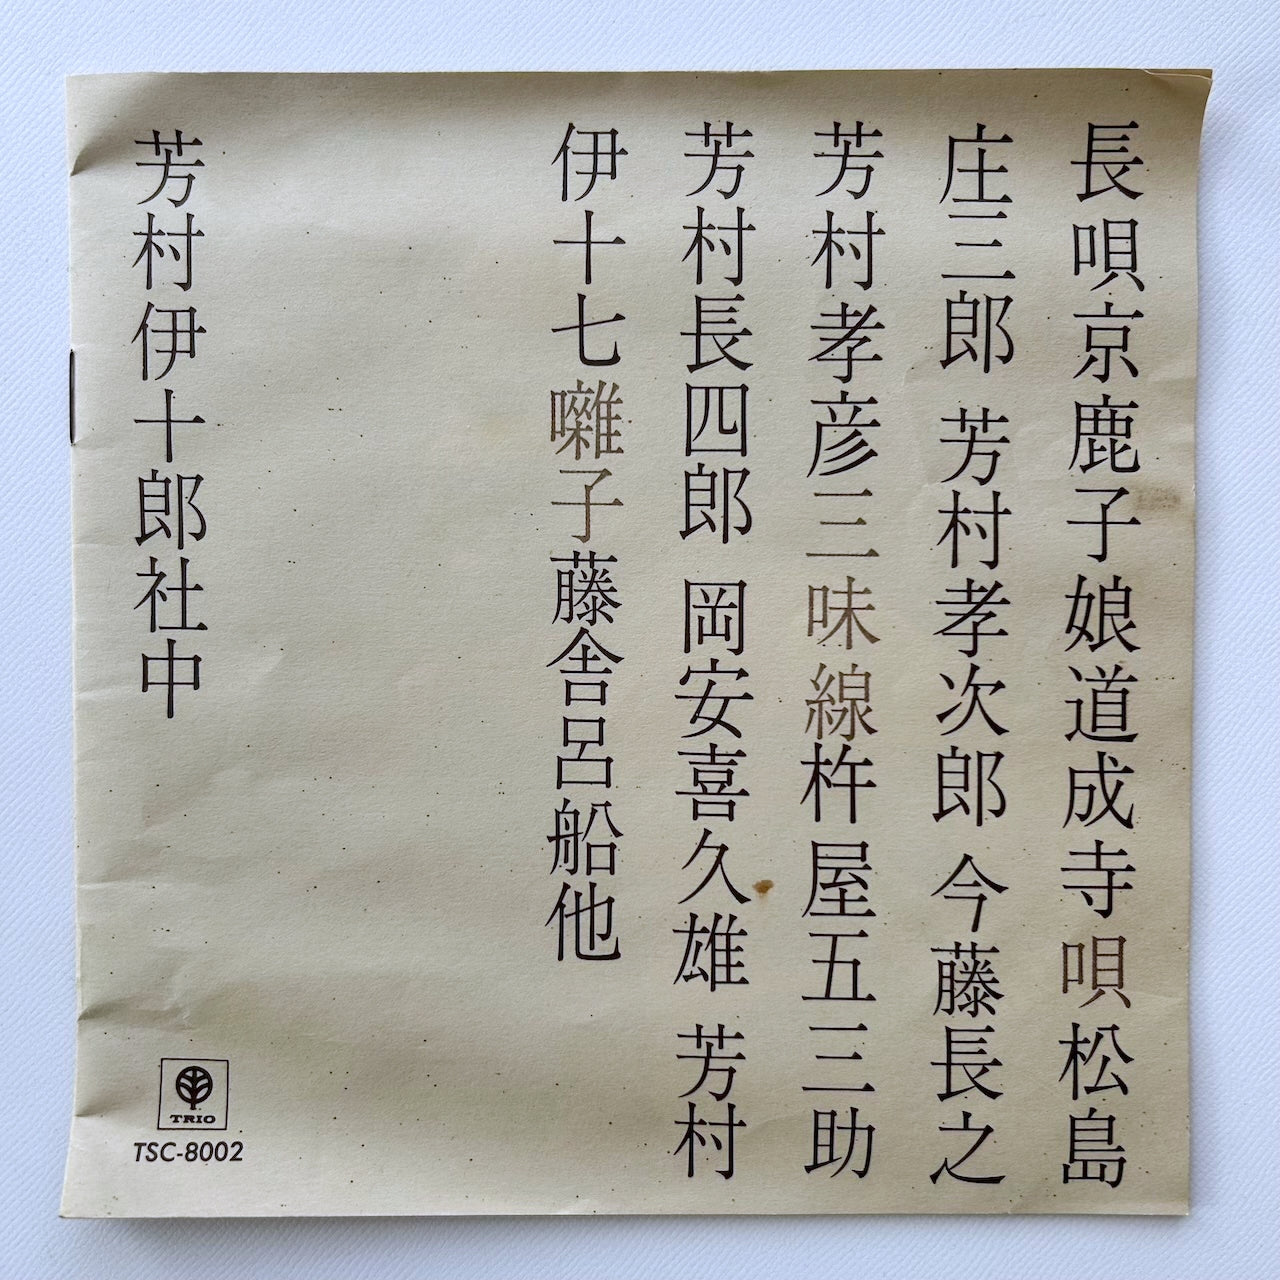 長唄京鹿子娘道成寺唄松島
庄三郎 芳村孝次郎 今藤長之
芳村孝彦三味線杵屋五三助
芳村長四郎 岡安喜久雄 芳村
伊十七囃子藤舎呂船他
芳村伊十郎社中
TRIO
TSC-8002